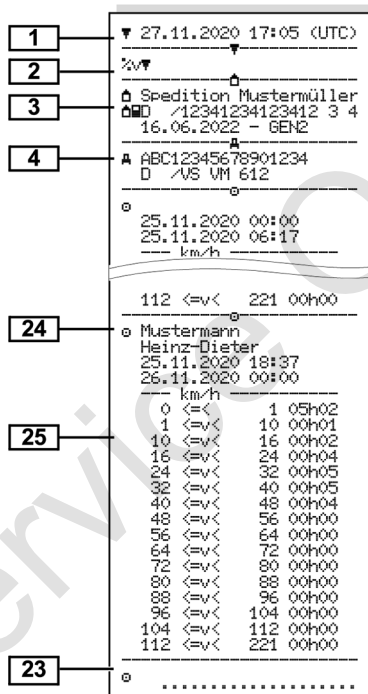 1 ▼ 27.11.2020 17:05 (UTC)
2 %v▼
3 Spedition Mustermüller
D /12341234123412 3 4
16.06.2022 – GEN2
4 A ABC12345678901234
D /VS VM 612
25.11.2020 00:00
25.11.2020 06:17
--- km/h ---
112 <=v< 221 00h00
24 Mustermann
Heinz-Dieter
25.11.2020 18:37
26.11.2020 00:00
--- km/h ---
25
0 <=< 1 05h02
1 <=v< 10 00h01
10 <=v< 16 00h02
16 <=v< 24 00h04
24 <=v< 32 00h05
32 <=v< 40 00h05
40 <=v< 48 00h04
48 <=v< 56 00h00
56 <=v< 64 00h00
64 <=v< 72 00h00
72 <=v< 80 00h00
80 <=v< 88 00h00
88 <=v< 96 00h00
96 <=v< 104 00h00
104 <=v< 112 00h00
112 <=v< 221 00h00
23 ....................
ervice